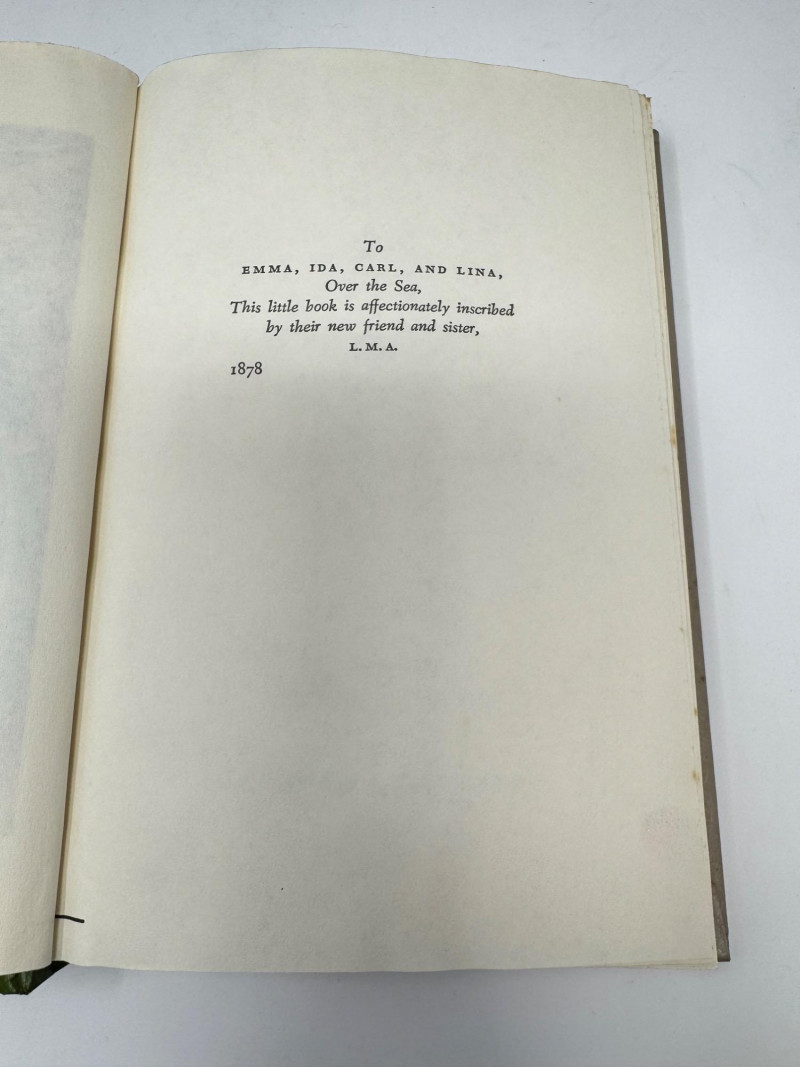 To
EMMA, IDA, CARL, AND LINA,
Over the Sea,
This little book is affectionately inscribed
by their new friend and sister,
L. M. A.
1878